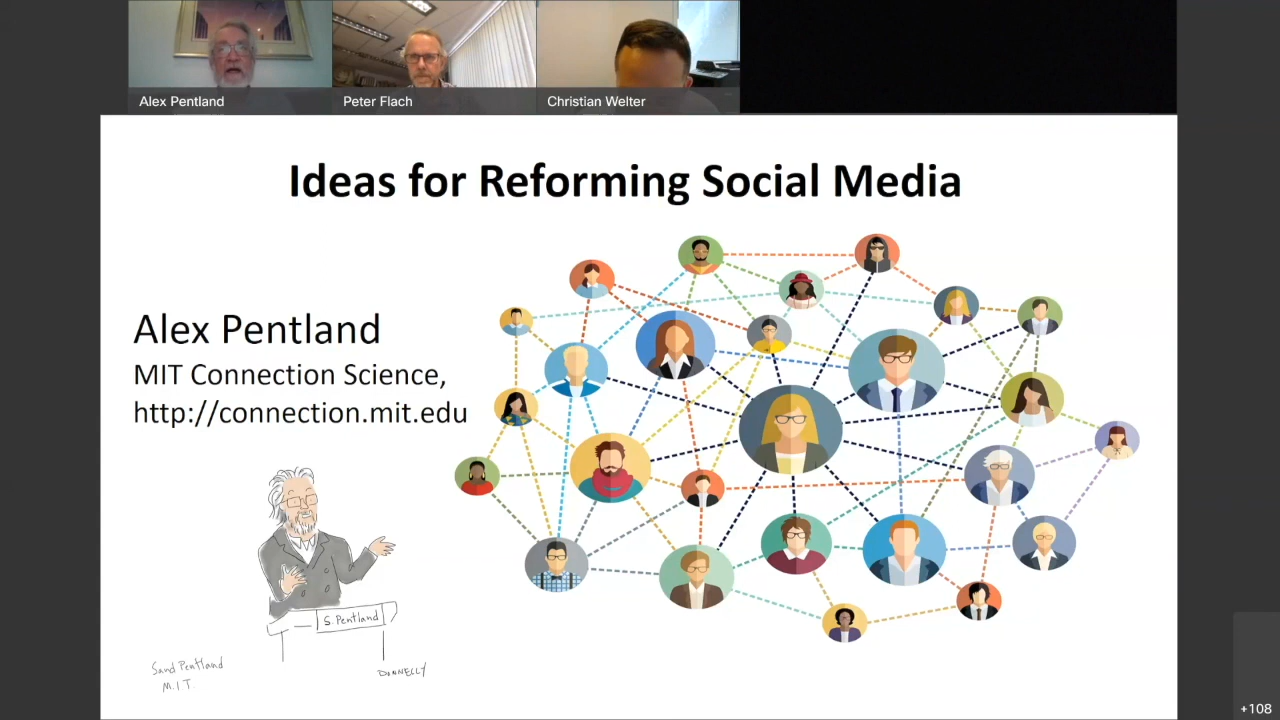 Alex Pentland
Peter Flach
Christian Welter
Ideas for Reforming Social Media
Alex Pentland
MIT Connection Science,
http://connection.mit.edu
S. Pentland
Sand Pentland
M.I.T.
DONNELLY
+108